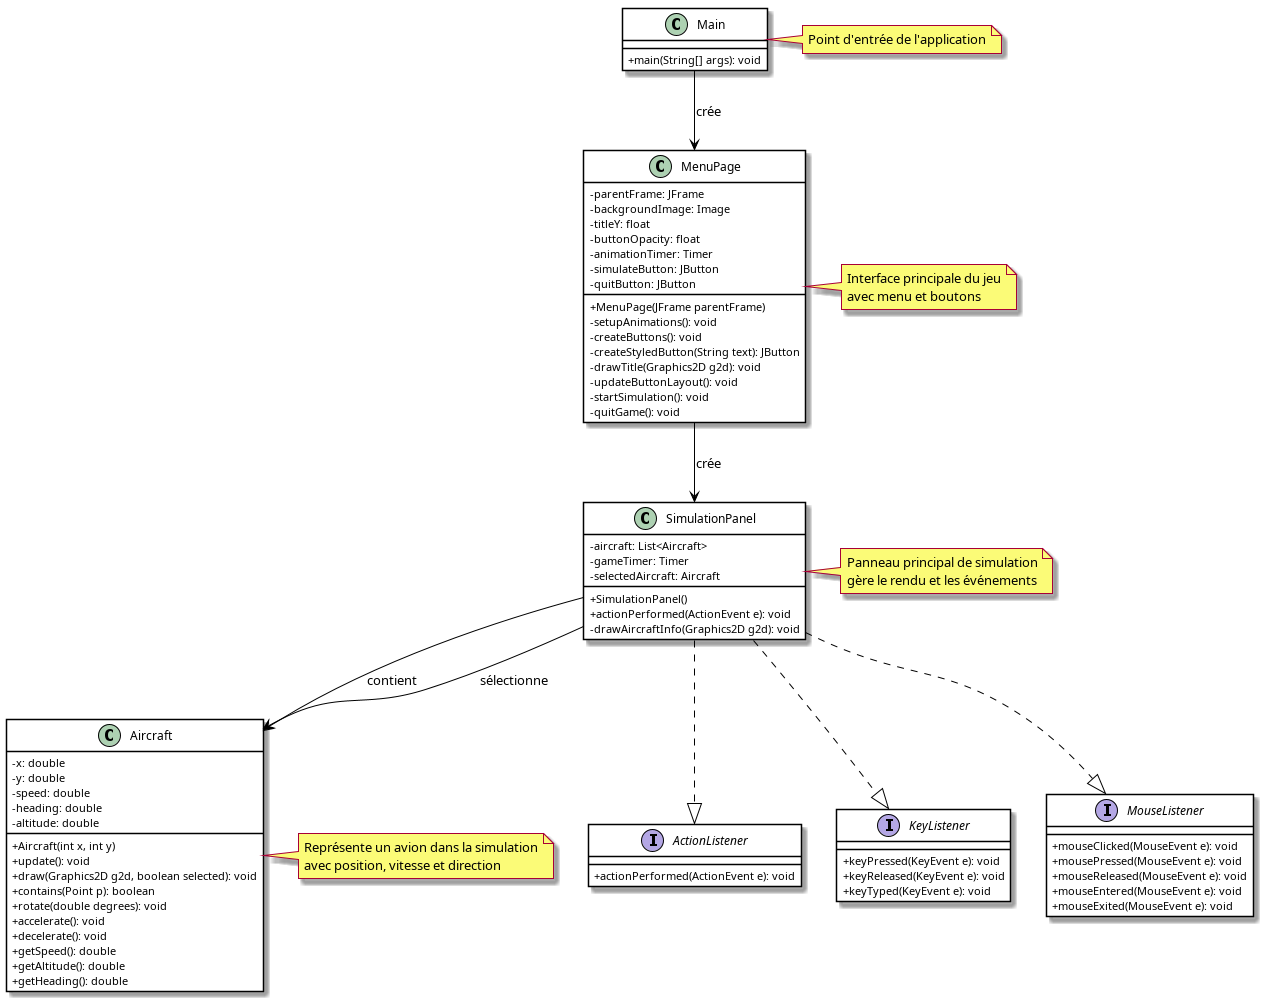 C Main
+main(String[] args): void
Point d'entrée de l'application
crée
C MenuPage
-parentFrame: JFrame
-backgroundImage: Image
-titleY: float
-buttonOpacity: float
-animationTimer: Timer
-simulateButton: JButton
-quitButton: JButton
+MenuPage(JFrame parentFrame)
-setupAnimations(): void
-createButtons(): void
-createStyledButton(String text): JButton
-drawTitle(Graphics2D g2d): void
-updateButtonLayout(): void
-startSimulation(): void
-quitGame(): void
Interface principale du jeu
avec menu et boutons
crée
C SimulationPanel
-aircraft: List<Aircraft>
-gameTimer: Timer
-selectedAircraft: Aircraft
+SimulationPanel()
+actionPerformed(ActionEvent e): void
-drawAircraftInfo(Graphics2D g2d): void
Panneau principal de simulation
gère le rendu et les événements
contient
sélectionne
C Aircraft
-x: double
-y: double
-speed: double
-heading: double
-altitude: double
+Aircraft(int x, int y)
+update(): void
+draw(Graphics2D g2d, boolean selected): void
+contains(Point p): boolean
+rotate(double degrees): void
+accelerate(): void
+decelerate(): void
+getSpeed(): double
+getAltitude(): double
+getHeading(): double
Représente un avion dans la simulation
avec position, vitesse et direction
I ActionListener
+actionPerformed(ActionEvent e): void
I KeyListener
+keyPressed(KeyEvent e): void
+keyReleased(KeyEvent e): void
+keyTyped(KeyEvent e): void
I MouseListener
+mouseClicked(MouseEvent e): void
+mousePressed(MouseEvent e): void
+mouseReleased(MouseEvent e): void
+mouseEntered(MouseEvent e): void
+mouseExited(MouseEvent e): void